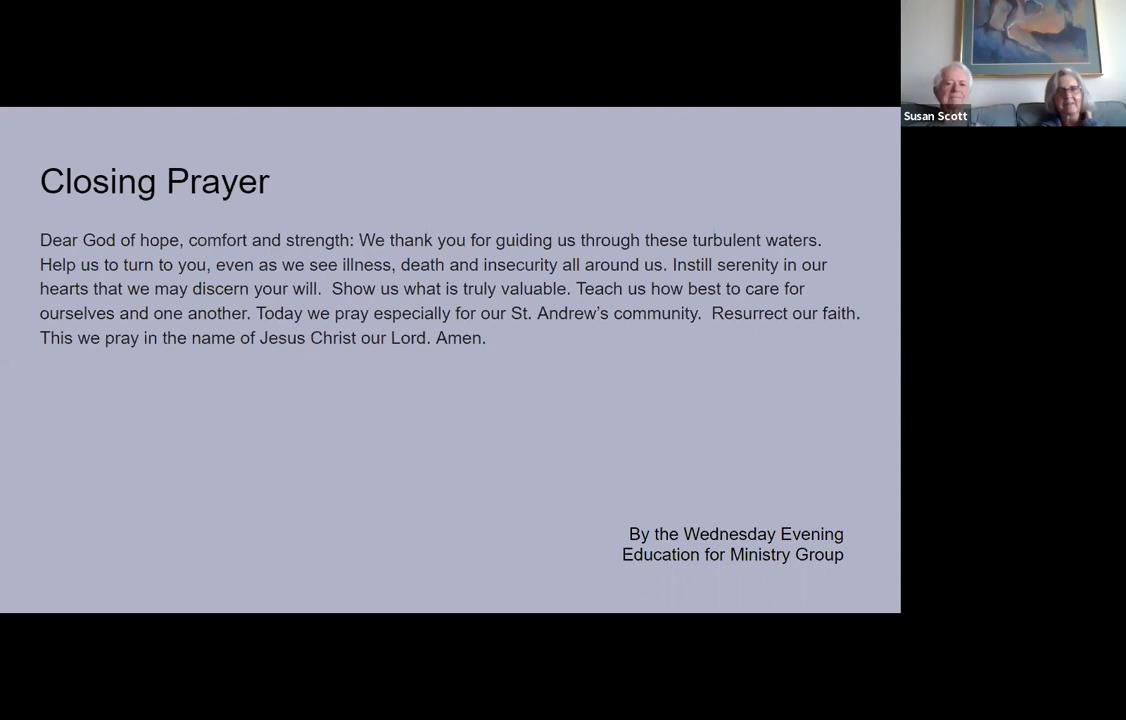 Susan Scott
Closing Prayer
Dear God of hope, comfort and strength: We thank you for guiding us through these turbulent waters.
Help us to turn to you, even as we see illness, death and insecurity all around us. Instill serenity in our
hearts that we may discern your will.  Show us what is truly valuable. Teach us how best to care for
ourselves and one another. Today we pray especially for our St. Andrew’s community.  Resurrect our faith.
This we pray in the name of Jesus Christ our Lord. Amen.
By the Wednesday Evening
Education for Ministry Group